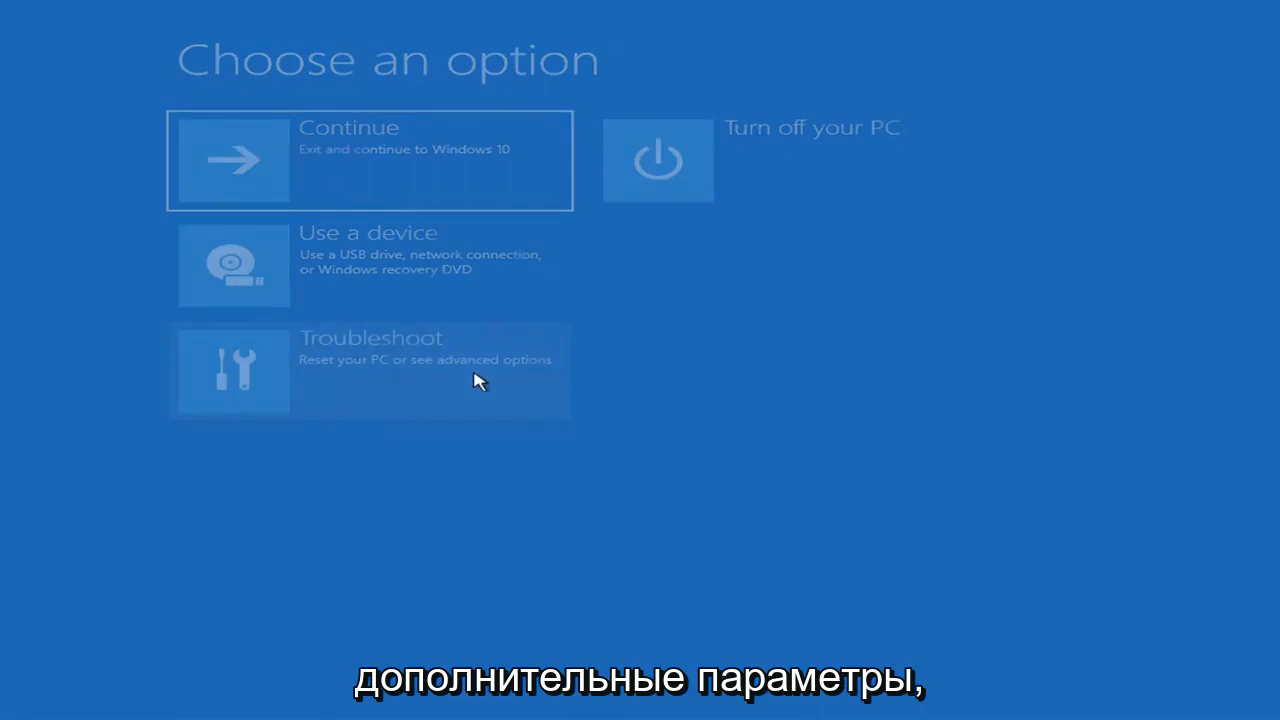 Choose an option
Continue
Exit and continue to Windows 10
Turn off your PC
Use a device
Use a USB drive, network connection,
or Windows recovery DVD
Troubleshoot
Reset your PC or see advanced options
дополнительные параметры,